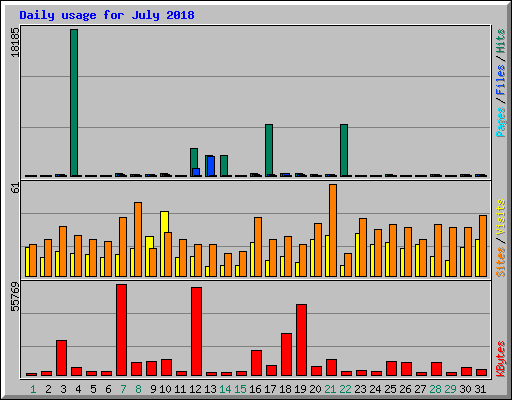 Daily usage for July 2018
18185
Pages / Files / Hits
61
Sites / Visits
55769
KBytes
1 2 3 4 5 6 7 8 9 10 11 12 13 14 15 16 17 18 19 20 21 22 23 24 25 26 27 28 29 30 31